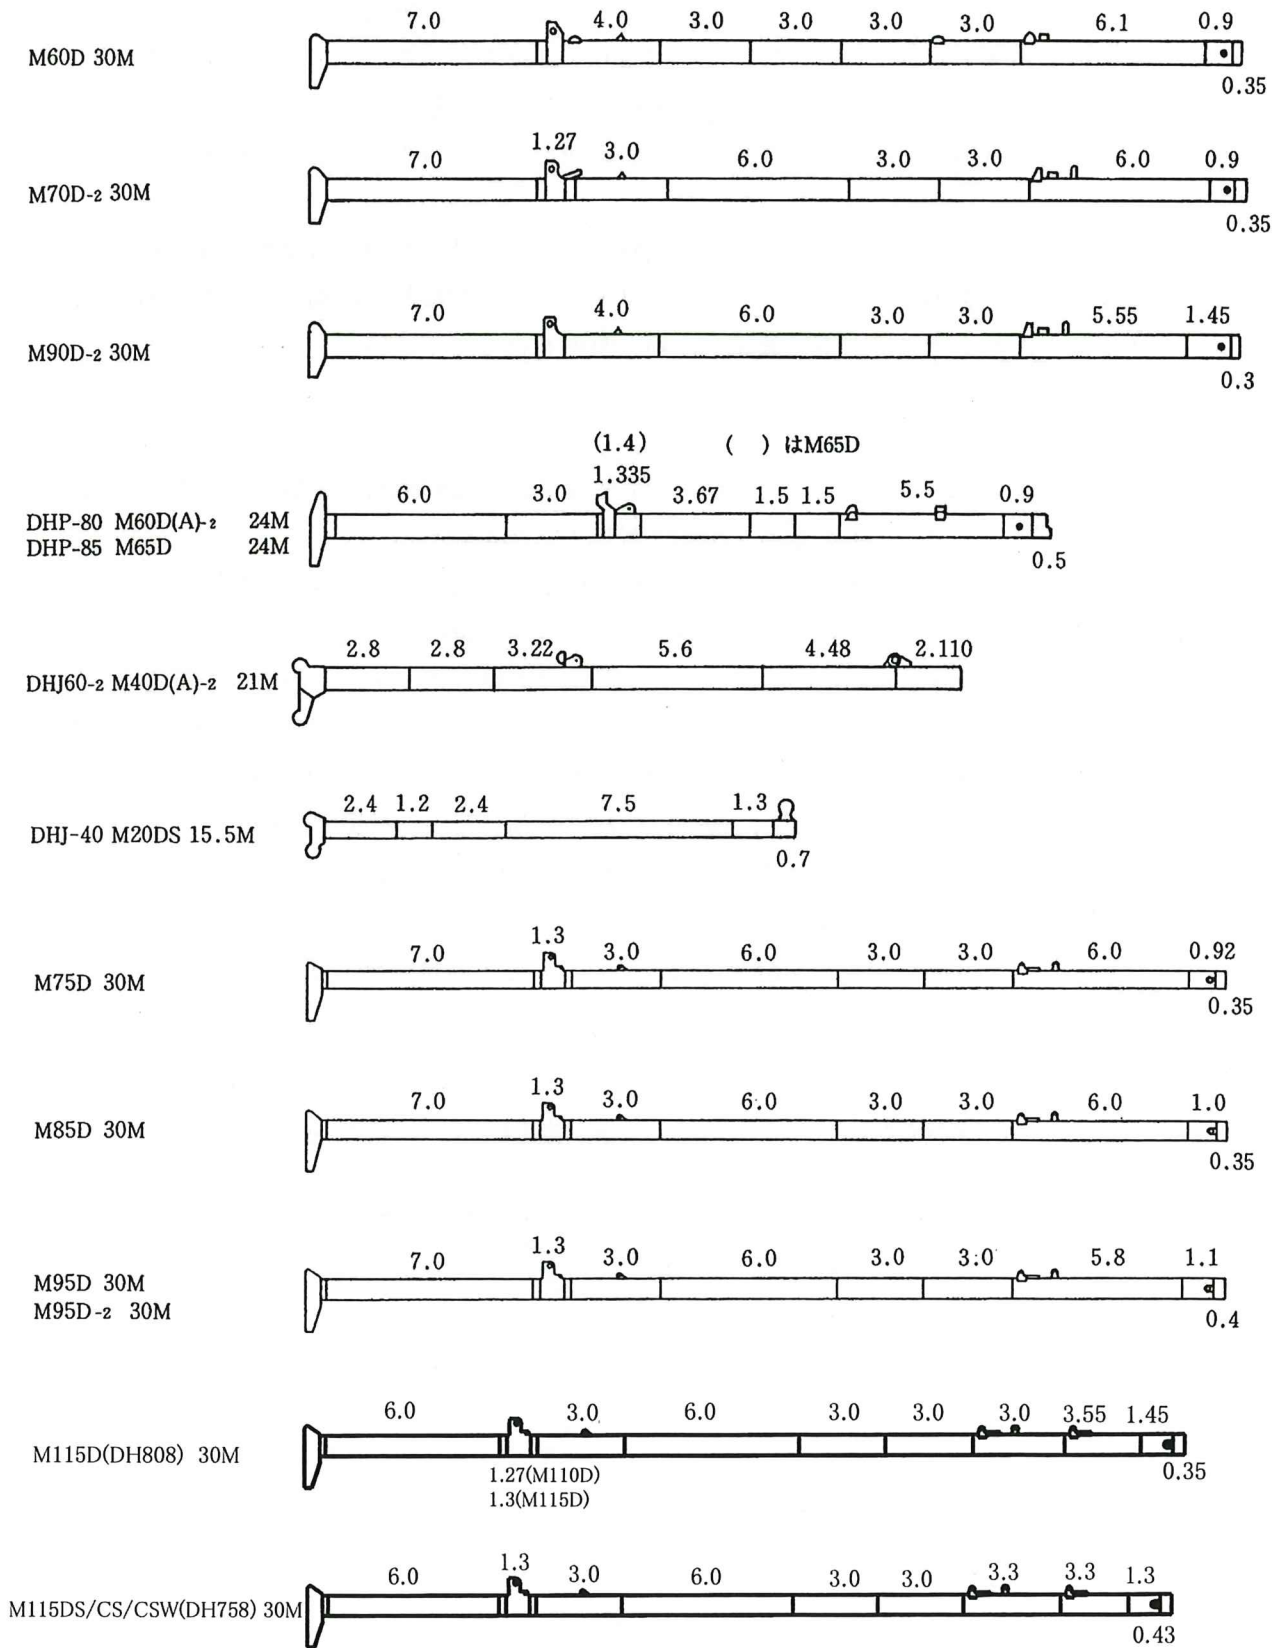 7.0 4.0 3.0 3.0 3.0 3.0 6.1 0.9
M60D 30M
0.35
1.27
7.0 3.0 6.0 3.0 3.0 6.0 0.9
M70D-2 30M
0.35
7.0 4.0 6.0 3.0 3.0 5.55 1.45
M90D-2 30M
0.3
(1.4) ( ) はM65D
1.335
6.0 3.0 3.67 1.5 1.5 5.5 0.9
DHP-80 M60D(A)-2 24M
DHP-85 M65D 24M
0.5
2.8 2.8 3.22 5.6 4.48 2.110
DHJ60-2 M40D(A)-2 21M
2.4 1.2 2.4 7.5 1.3
DHJ-40 M20DS 15.5M
0.7
1.3
7.0 3.0 6.0 3.0 3.0 6.0 0.92
M75D 30M
0.35
1.3
7.0 3.0 6.0 3.0 3.0 6.0 1.0
M85D 30M
0.35
1.3
7.0 3.0 6.0 3.0 3.0 5.8 1.1
M95D 30M
M95D-2 30M
0.4
6.0 3.0 6.0 3.0 3.0 3.0 3.55 1.45
M115D(DH808) 30M
0.35
1.27(M110D)
1.3(M115D)
1.3
6.0 3.0 6.0 3.0 3.0 3.3 3.3 1.3
M115DS/CS/CSW(DH758) 30M
0.43